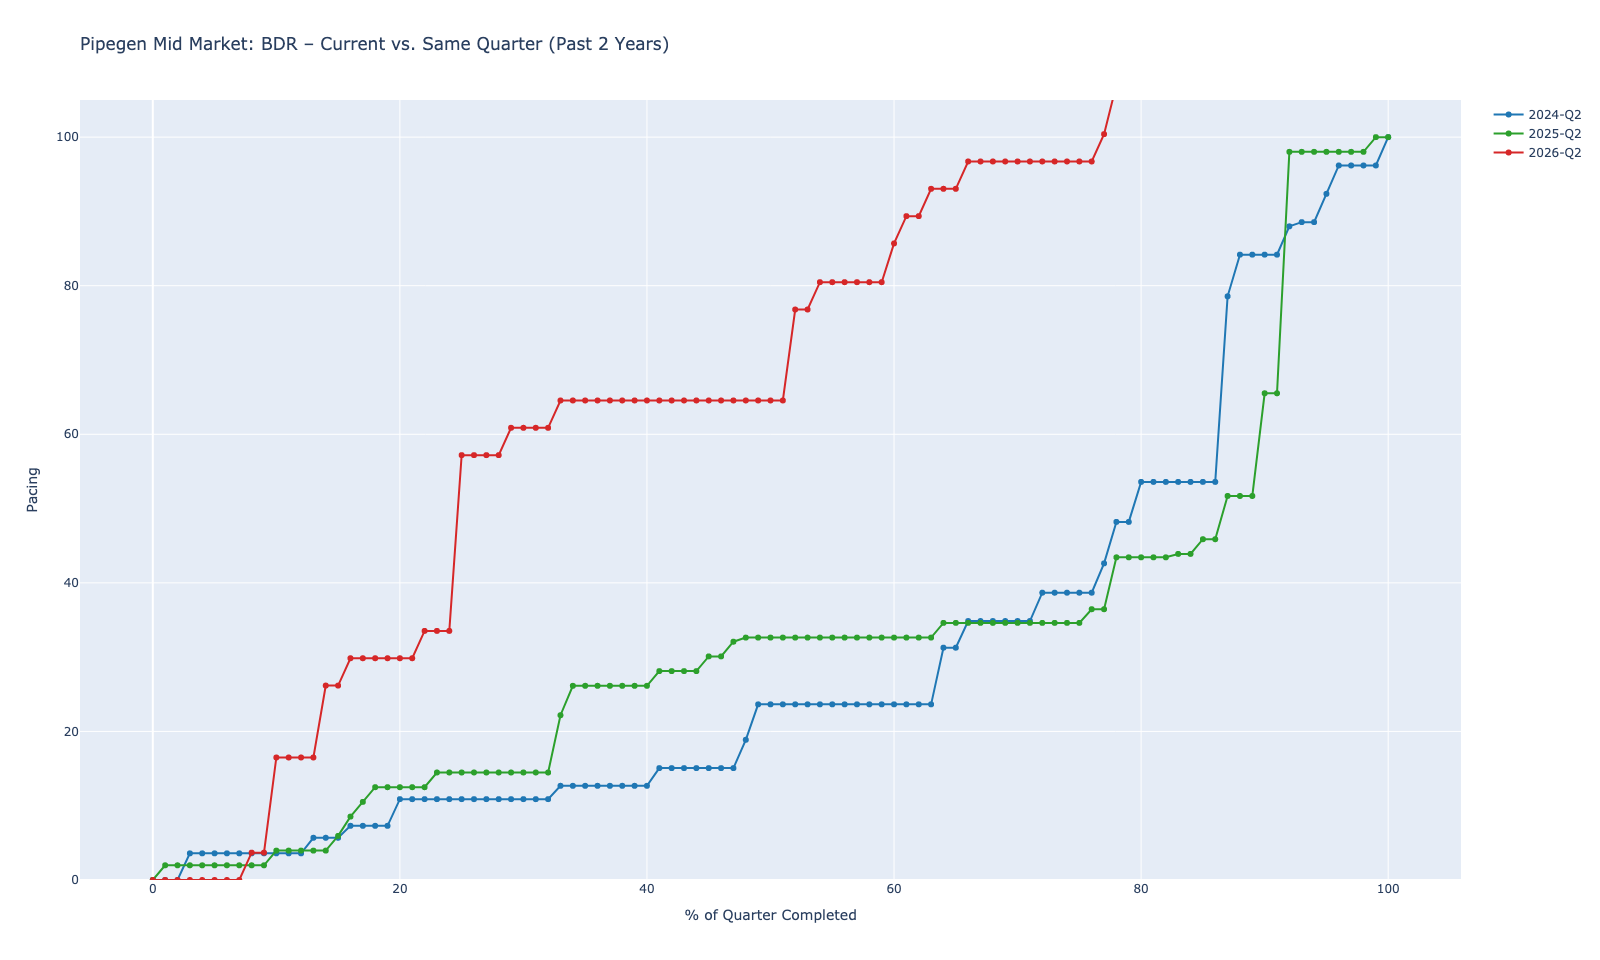 Pipegen Mid Market: BDR – Current vs. Same Quarter (Past 2 Years)
2024-Q2
2025-Q2
2026-Q2
100
80
60
40
20
0
Pacing
0
20
40
60
80
100
% of Quarter Completed